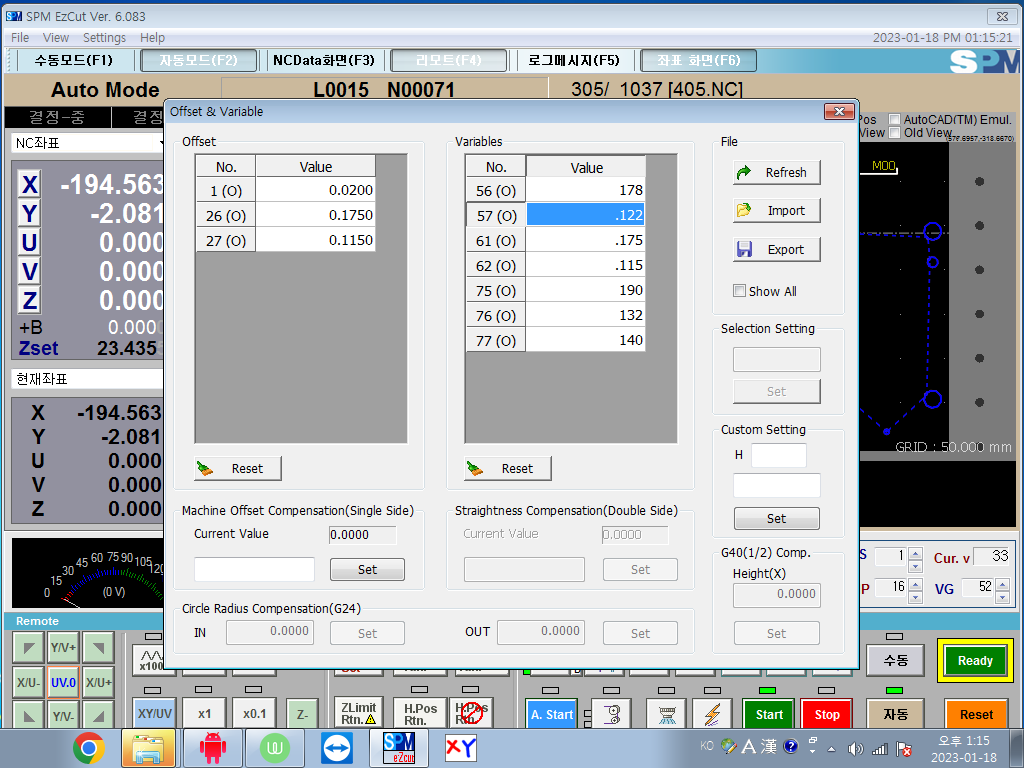 SPM EzCut Ver. 6.083
File View Settings Help
2023-01-18 PM 01:15:21
수동모드(F1) 자동모드(F2) NCData화면(F3) 리모트(F4) 로그메시지(F5) 좌표 화면(F6) SPM
Auto Mode L0015 N00071 305/ 1037 [405.NC]
결정-중 결정
NC좌표
X -194.563
Y -2.081
U 0.000
V 0.000
Z 0.000
+B 0.0000
Zset 23.435
현재좌표
X -194.563
Y -2.081
U 0.000
V 0.000
Z 0.000
0 15 30 45 60 75 90 105 120
(0 V)
Offset & Variable
Offset
No. Value
1 (O) 0.0200
26 (O) 0.1750
27 (O) 0.1150
Reset
Variables
No. Value
56 (O) 178
57 (O) .122
61 (O) .175
62 (O) .115
75 (O) 190
76 (O) 132
77 (O) 140
Reset
File
Refresh
Import
Export
Show All
Selection Setting
Set
Custom Setting
H
Set
Machine Offset Compensation(Single Side)
Current Value 0.0000
Set
Straightness Compensation(Double Side)
Current Value 0.0000
Set
G40(1/2) Comp.
Height(X)
0.0000
Set
Circle Radius Compensation(G24)
IN 0.0000 Set
OUT 0.0000 Set
Pos AutoCAD(TM) Emul.
View Old View
M00
GRID : 50.000 mm
S 1 Cur. v 33
P 16 VG 52
Remote
Y/V+
X/U- UV.0 X/U+
Y/V-
x100
XY/UV x1 x0.1 Z-
ZLimit Rtn.
H.Pos Rtn.
H.Pos Rtn.
A. Start
Start Stop
수동 Ready
자동 Reset
SPM eZcut
XY
KO A 漢
오후 1:15
2023-01-18